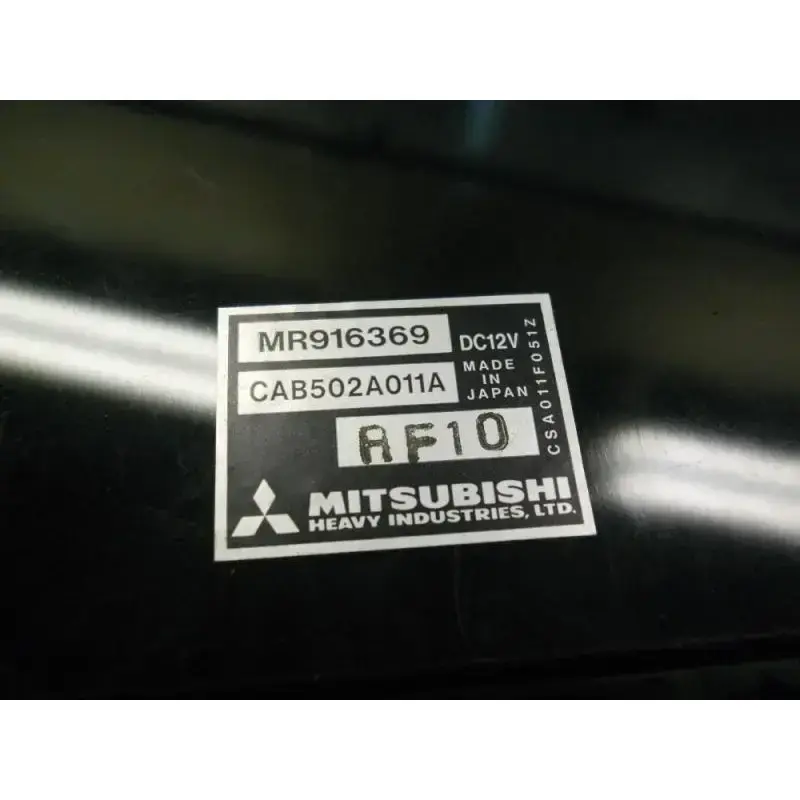 MR916369
DC12V
CAB502A011A
MADE
IN
JAPAN
AF10
CSA011F051Z
MITSUBISHI
HEAVY INDUSTRIES, LTD.